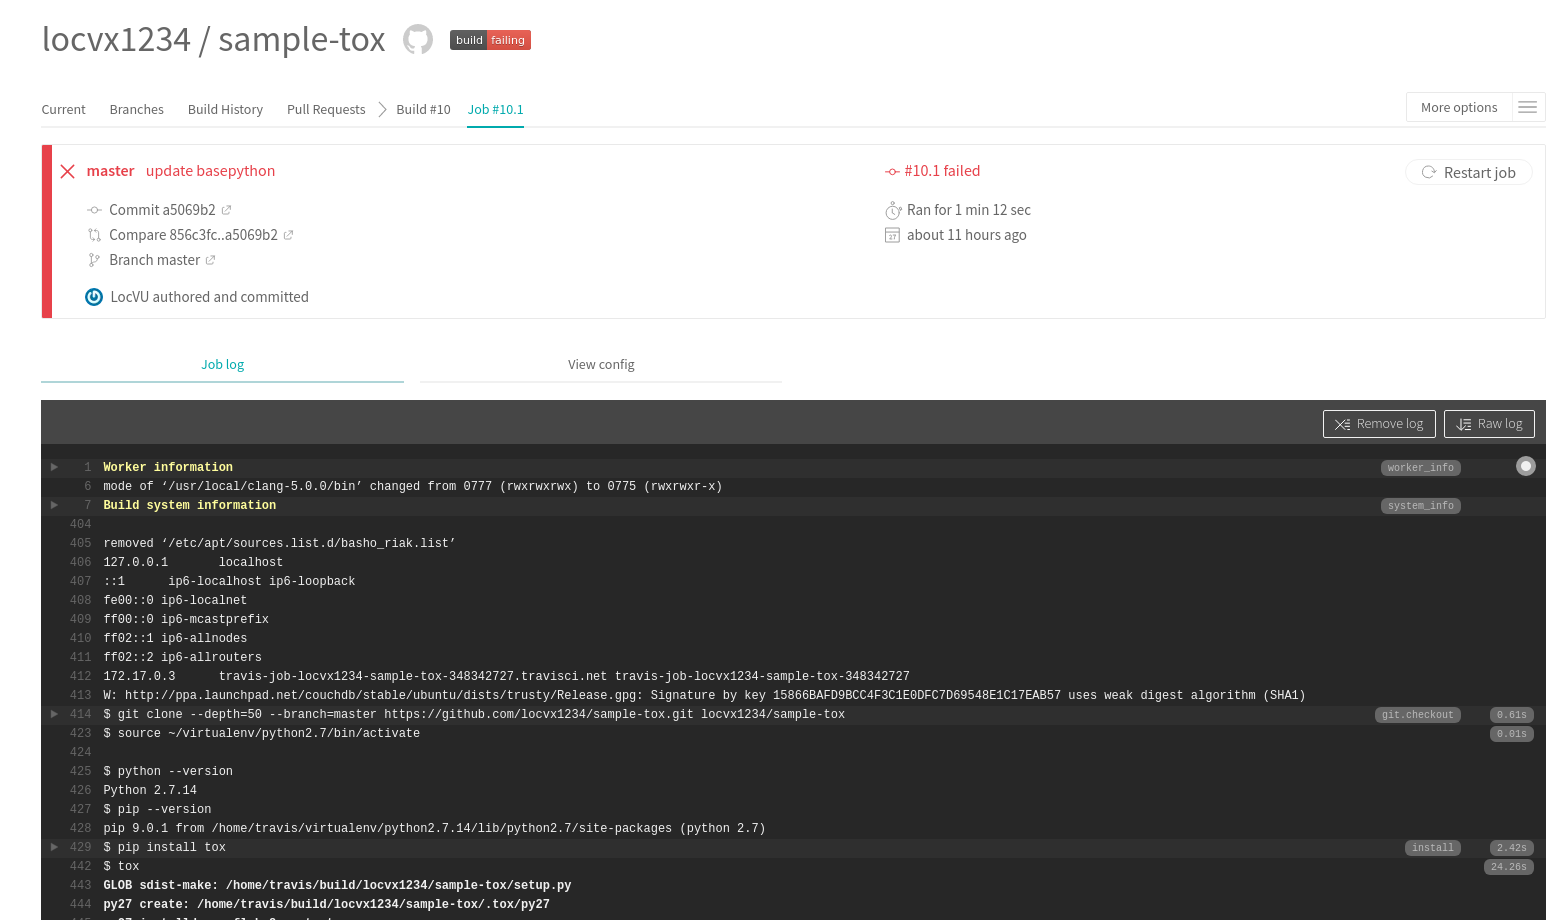 locvx1234 / sample-tox build failing
Current Branches Build History Pull Requests Build #10 Job #10.1 More options
master update basepython #10.1 failed Restart job
Commit a5069b2 Ran for 1 min 12 sec
Compare 856c3fc..a5069b2 27 about 11 hours ago
Branch master
LocVU authored and committed
Job log View config
Remove log Raw log
1 Worker information worker_info
6 mode of ‘/usr/local/clang-5.0.0/bin’ changed from 0777 (rwxrwxrwx) to 0775 (rwxrwxr-x)
7 Build system information system_info
404
405 removed ‘/etc/apt/sources.list.d/basho_riak.list’
406 127.0.0.1 localhost
407 ::1 ip6-localhost ip6-loopback
408 fe00::0 ip6-localnet
409 ff00::0 ip6-mcastprefix
410 ff02::1 ip6-allnodes
411 ff02::2 ip6-allrouters
412 172.17.0.3 travis-job-locvx1234-sample-tox-348342727.travisci.net travis-job-locvx1234-sample-tox-348342727
413 W: http://ppa.launchpad.net/couchdb/stable/ubuntu/dists/trusty/Release.gpg: Signature by key 15866BAFD9BCC4F3C1E0DFC7D69548E1C17EAB57 uses weak digest algorithm (SHA1)
414 $ git clone --depth=50 --branch=master https://github.com/locvx1234/sample-tox.git locvx1234/sample-tox git.checkout 0.61s
423 $ source ~/virtualenv/python2.7/bin/activate 0.01s
424
425 $ python --version
426 Python 2.7.14
427 $ pip --version
428 pip 9.0.1 from /home/travis/virtualenv/python2.7.14/lib/python2.7/site-packages (python 2.7)
429 $ pip install tox install 2.42s
442 $ tox 24.26s
443 GLOB sdist-make: /home/travis/build/locvx1234/sample-tox/setup.py
444 py27 create: /home/travis/build/locvx1234/sample-tox/.tox/py27